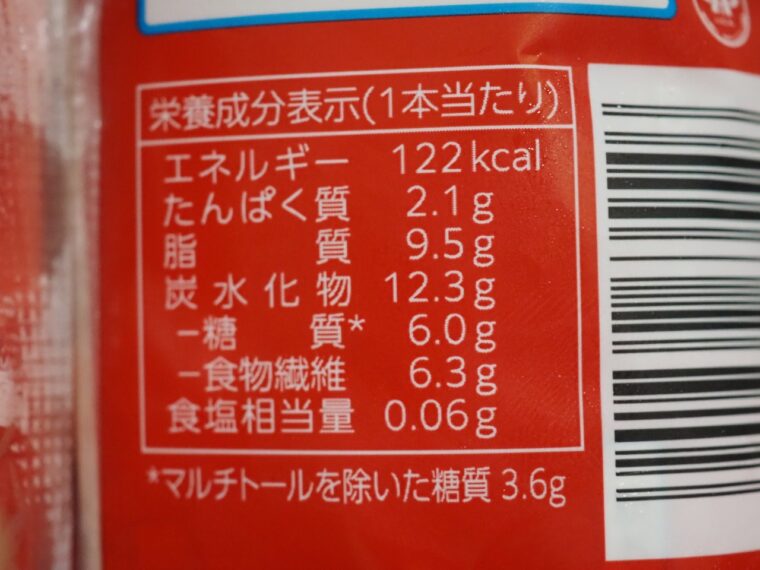 栄養成分表示(1本当たり)
エネルギー 122kcal
たんぱく質 2.1g
脂質 9.5g
炭水化物 12.3g
−糖質* 6.0g
−食物繊維 6.3g
食塩相当量 0.06g
*マルチトールを除いた糖質 3.6g